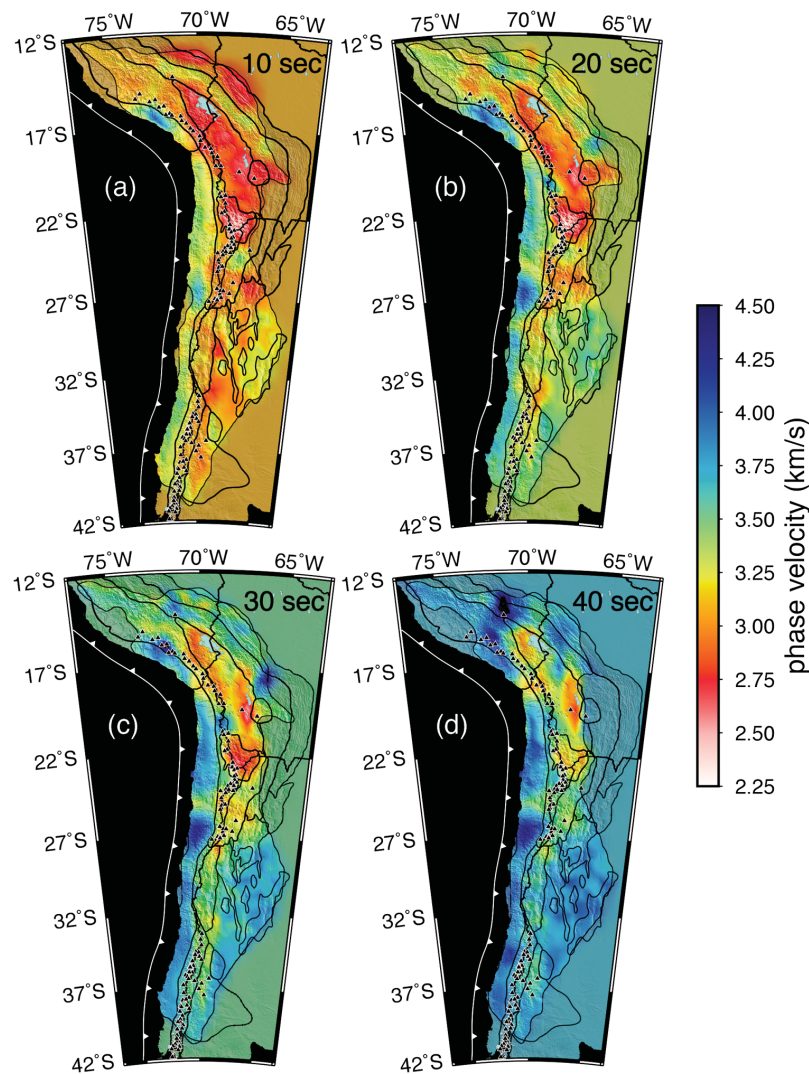 75˚W 70˚W 65˚W
12˚S
17˚S
22˚S
27˚S
32˚S
37˚S
42˚S
10 sec
(a)
75˚W 70˚W 65˚W
12˚S
17˚S
22˚S
27˚S
32˚S
37˚S
42˚S
20 sec
(b)
75˚W 70˚W 65˚W
12˚S
17˚S
22˚S
27˚S
32˚S
37˚S
42˚S
30 sec
(c)
75˚W 70˚W 65˚W
12˚S
17˚S
22˚S
27˚S
32˚S
37˚S
42˚S
40 sec
(d)
4.50
4.25
4.00
3.75
3.50
3.25
3.00
2.75
2.50
2.25
phase velocity (km/s)